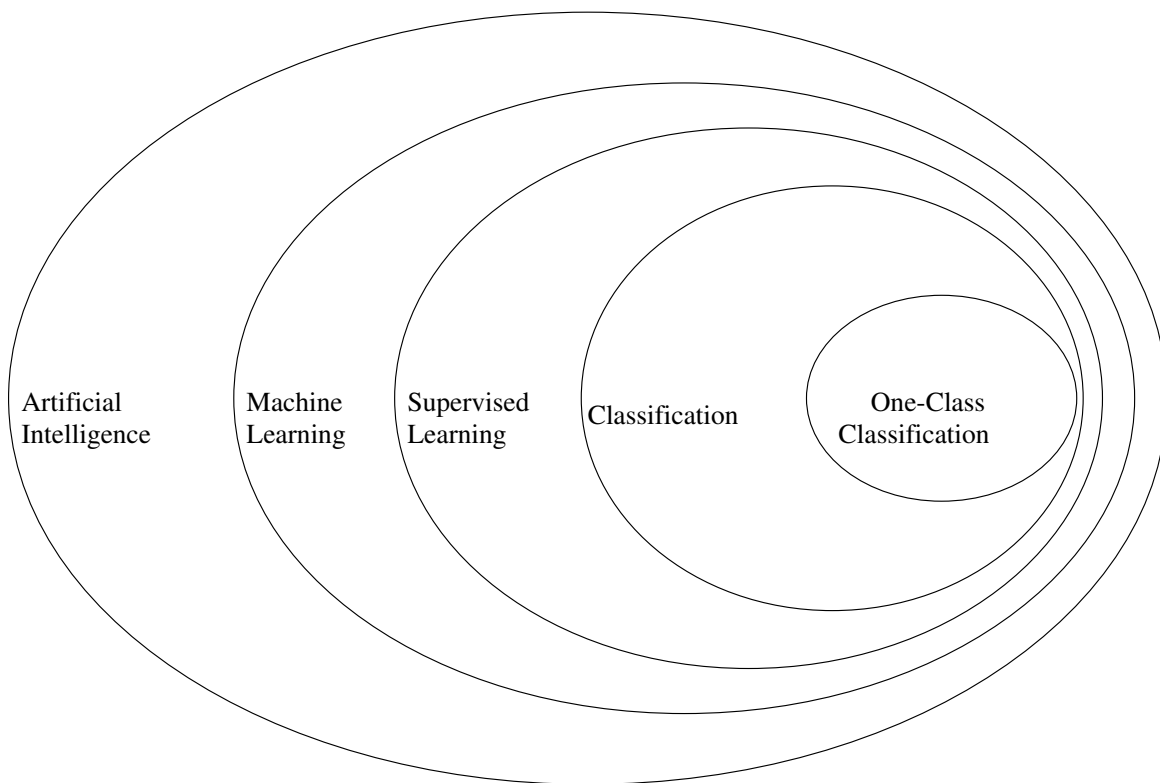 Artificial
Intelligence
Machine
Learning
Supervised
Learning
Classification
One-Class
Classification